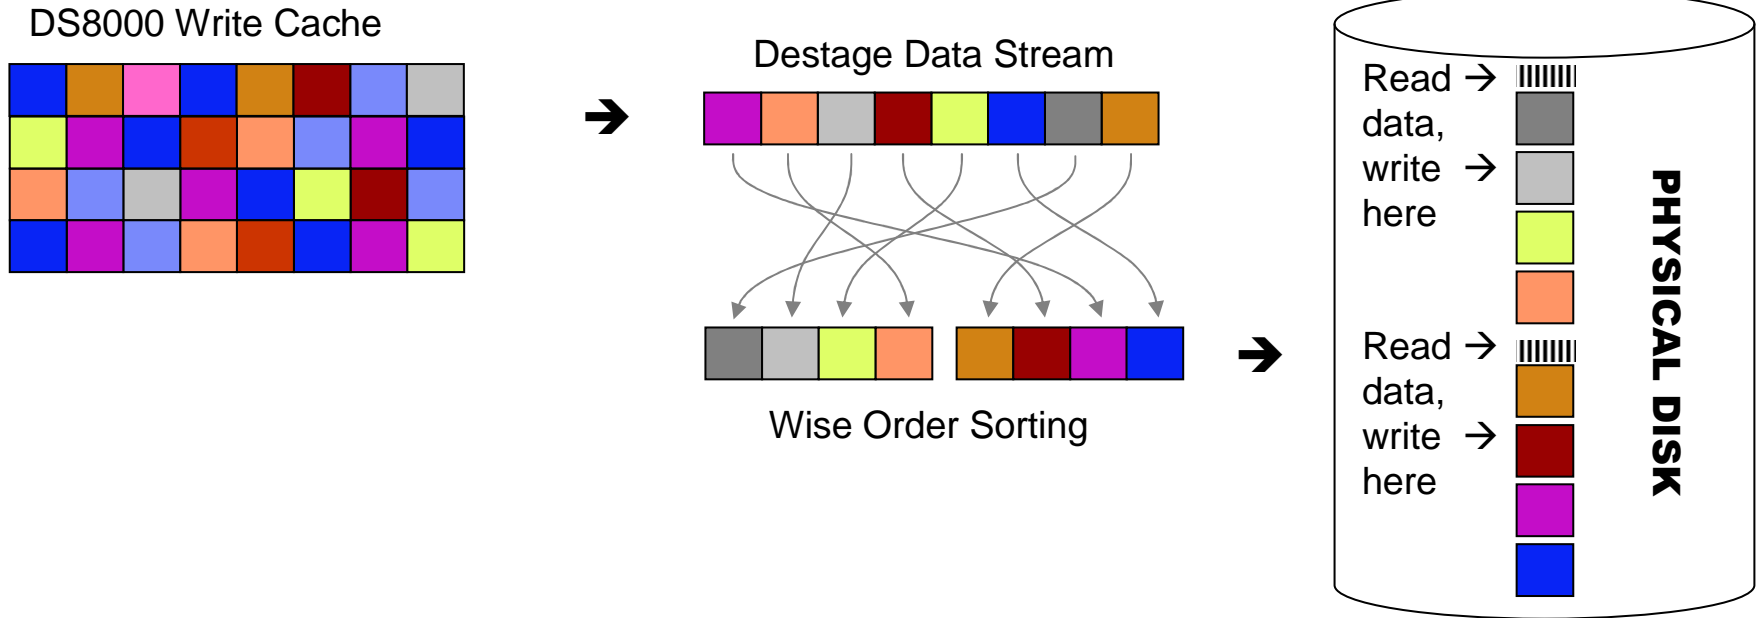 DS8000 Write Cache
Destage Data Stream
Wise Order Sorting
Read →
data,
write →
here
Read →
data,
write →
here
PHYSICAL DISK